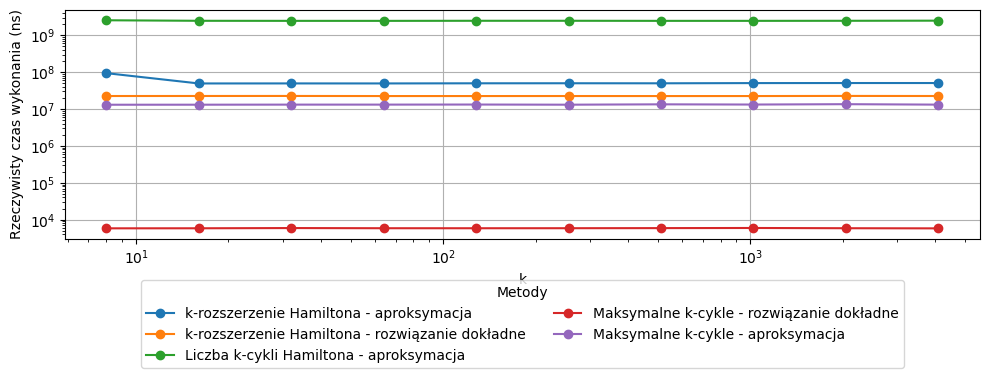 Rzeczywisty czas wykonania (ns)
10⁹
10⁸
10⁷
10⁶
10⁵
10⁴
10¹
10²
10³
k
Metody
k-rozszerzenie Hamiltona - aproksymacja
k-rozszerzenie Hamiltona - rozwiązanie dokładne
Liczba k-cykli Hamiltona - aproksymacja
Maksymalne k-cykle - rozwiązanie dokładne
Maksymalne k-cykle - aproksymacja